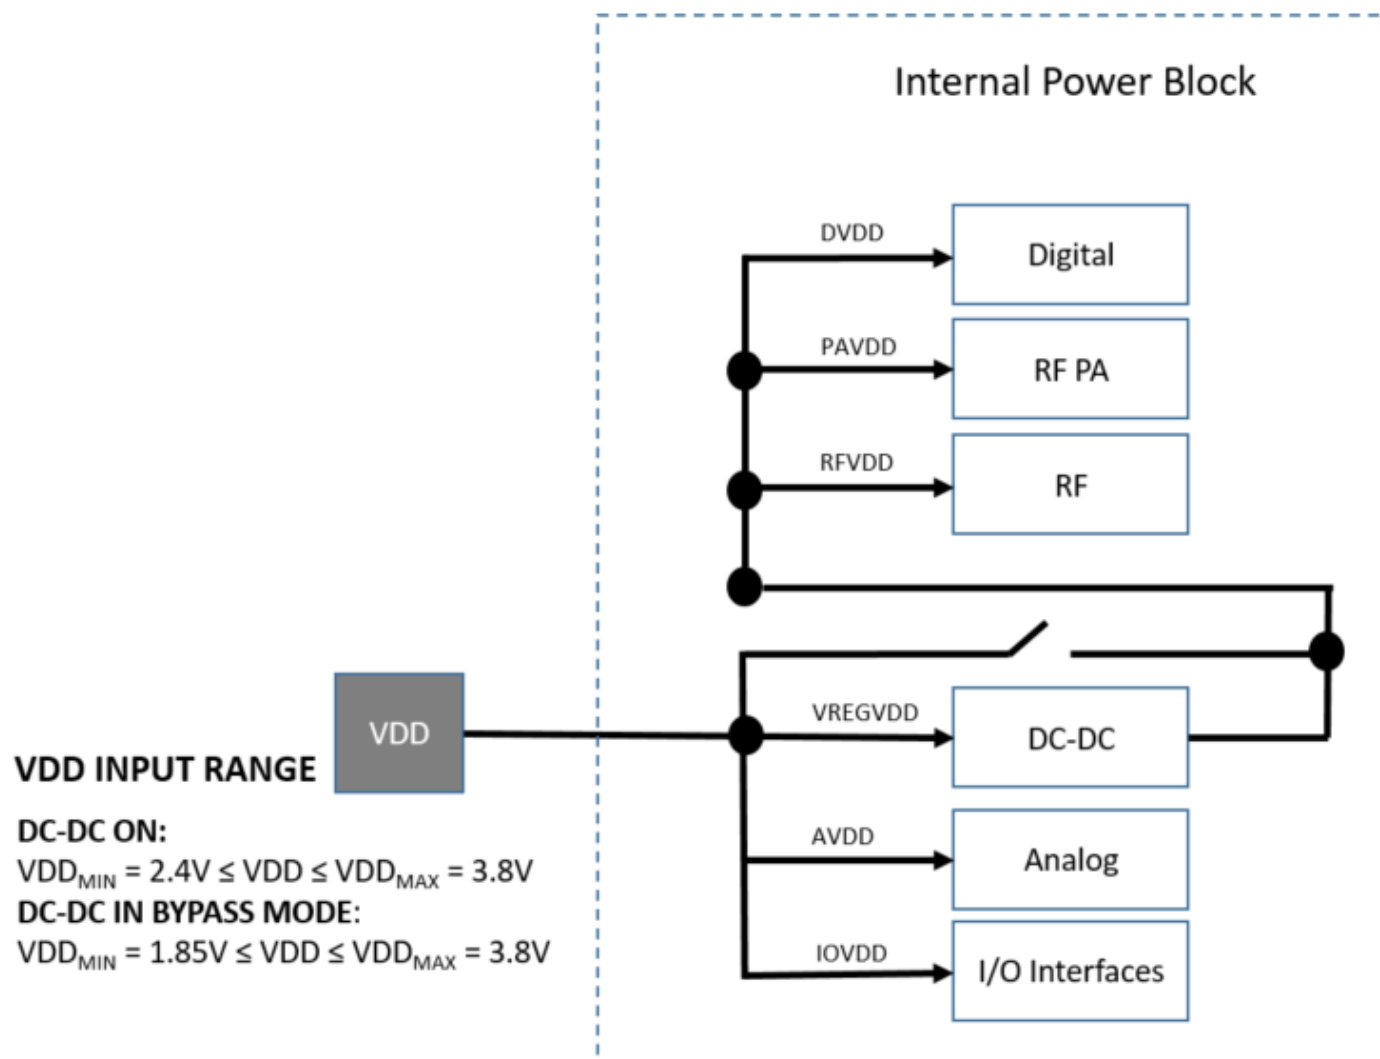 Internal Power Block
DVDD
Digital
PAVDD
RF PA
RFVDD
RF
VDD
VREGVDD
DC-DC
VDD INPUT RANGE
DC-DC ON:
VDDMIN = 2.4V ≤ VDD ≤ VDDMAX = 3.8V
DC-DC IN BYPASS MODE:
VDDMIN = 1.85V ≤ VDD ≤ VDDMAX = 3.8V
AVDD
Analog
IOVDD
I/O Interfaces